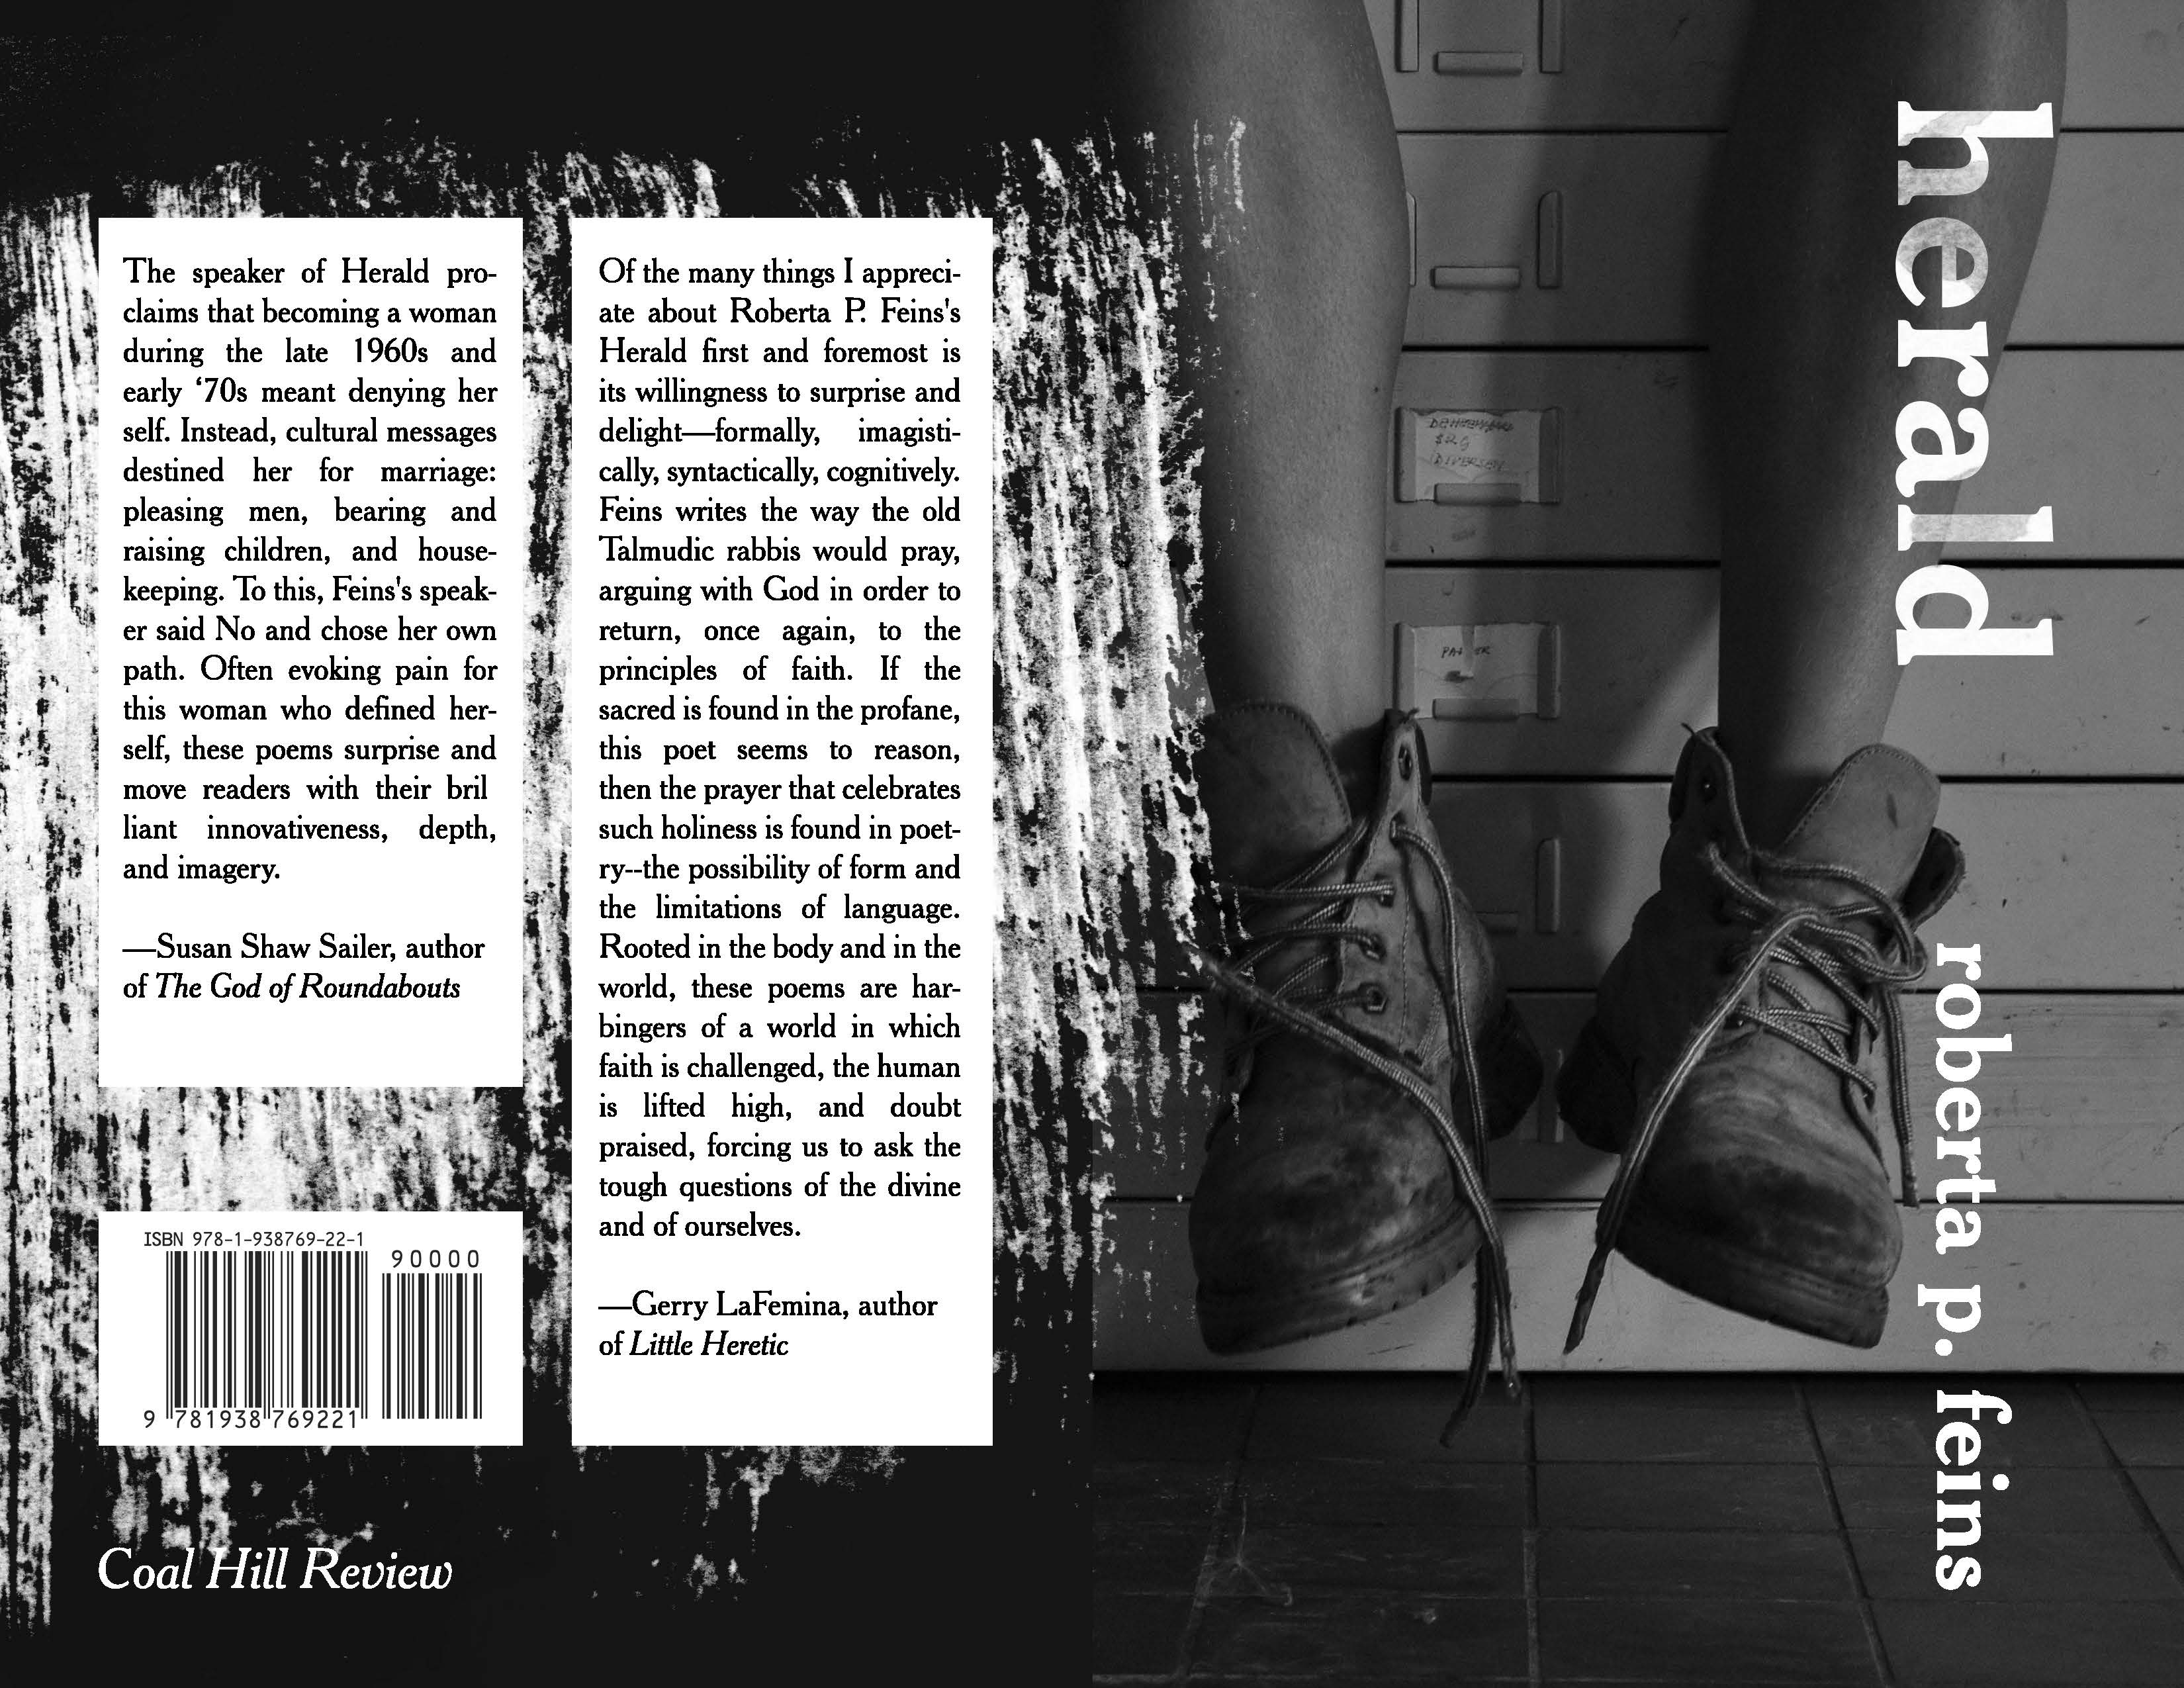 The speaker of Herald pro-
claims that becoming a woman
during the late 1960s and
early ‘70s meant denying her
self. Instead, cultural messages
destined her for marriage:
pleasing men, bearing and
raising children, and house-
keeping. To this, Feins's speak-
er said No and chose her own
path. Often evoking pain for
this woman who defined her-
self, these poems surprise and
move readers with their bril
liant innovativeness, depth,
and imagery.
—Susan Shaw Sailer, author
of The God of Roundabouts
ISBN 978-1-938769-22-1
90000
9 781938 769221
Coal Hill Review
Of the many things I appreci-
ate about Roberta P. Feins's
Herald first and foremost is
its willingness to surprise and
delight—formally, imagisti-
cally, syntactically, cognitively.
Feins writes the way the old
Talmudic rabbis would pray,
arguing with God in order to
return, once again, to the
principles of faith. If the
sacred is found in the profane,
this poet seems to reason,
then the prayer that celebrates
such holiness is found in poet-
ry--the possibility of form and
the limitations of language.
Rooted in the body and in the
world, these poems are har-
bingers of a world in which
faith is challenged, the human
is lifted high, and doubt
praised, forcing us to ask the
tough questions of the divine
and of ourselves.
—Gerry LaFemina, author
of Little Heretic
herald
roberta p. feins